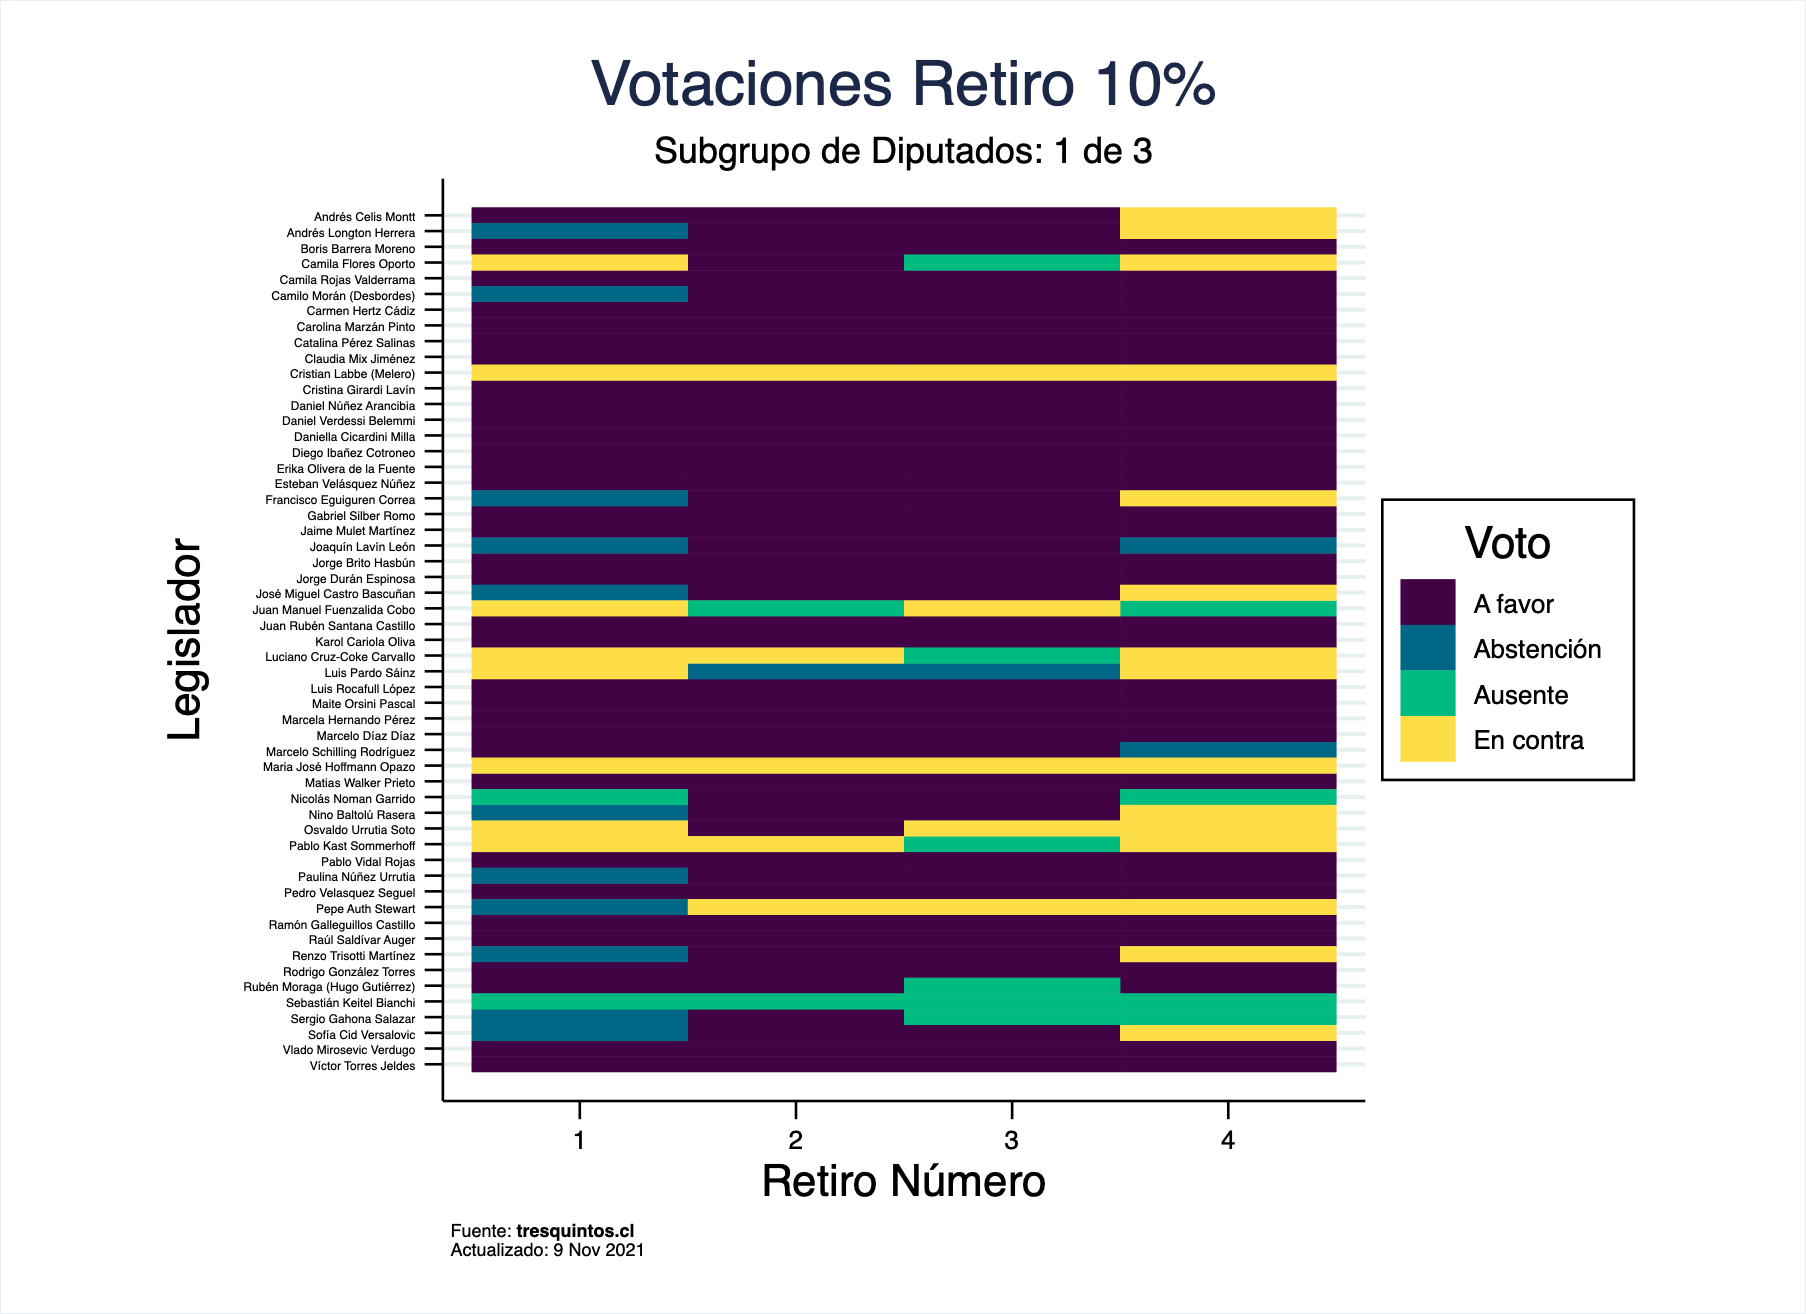 Votaciones Retiro 10%
Subgrupo de Diputados: 1 de 3
Legislador
Andrés Celis Montt
Andrés Longton Herrera
Boris Barrera Moreno
Camila Flores Oporto
Camila Rojas Valderrama
Camilo Morán (Desbordes)
Carmen Hertz Cádiz
Carolina Marzán Pinto
Catalina Pérez Salinas
Claudia Mix Jiménez
Cristian Labbe (Melero)
Cristina Girardi Lavín
Daniel Núñez Arancibia
Daniel Verdessi Belemmi
Daniella Cicardini Milla
Diego Ibañez Cotroneo
Erika Olivera de la Fuente
Esteban Velásquez Núñez
Francisco Eguiguren Correa
Gabriel Silber Romo
Jaime Mulet Martínez
Joaquín Lavín León
Jorge Brito Hasbún
Jorge Durán Espinosa
José Miguel Castro Bascuñan
Juan Manuel Fuenzalida Cobo
Juan Rubén Santana Castillo
Karol Cariola Oliva
Luciano Cruz-Coke Carvallo
Luis Pardo Sáinz
Luis Rocafull López
Maite Orsini Pascal
Marcela Hernando Pérez
Marcelo Díaz Díaz
Marcelo Schilling Rodríguez
Maria José Hoffmann Opazo
Matias Walker Prieto
Nicolás Noman Garrido
Nino Baltolú Rasera
Osvaldo Urrutia Soto
Pablo Kast Sommerhoff
Pablo Vidal Rojas
Paulina Núñez Urrutia
Pedro Velasquez Seguel
Pepe Auth Stewart
Ramón Galleguillos Castillo
Raúl Saldívar Auger
Renzo Trisotti Martínez
Rodrigo González Torres
Rubén Moraga (Hugo Gutiérrez)
Sebastián Keitel Bianchi
Sergio Gahona Salazar
Sofía Cid Versalovic
Vlado Mirosevic Verdugo
Víctor Torres Jeldes
Voto
A favor
Abstención
Ausente
En contra
1 2 3 4
Retiro Número
Fuente: tresquintos.cl
Actualizado: 9 Nov 2021